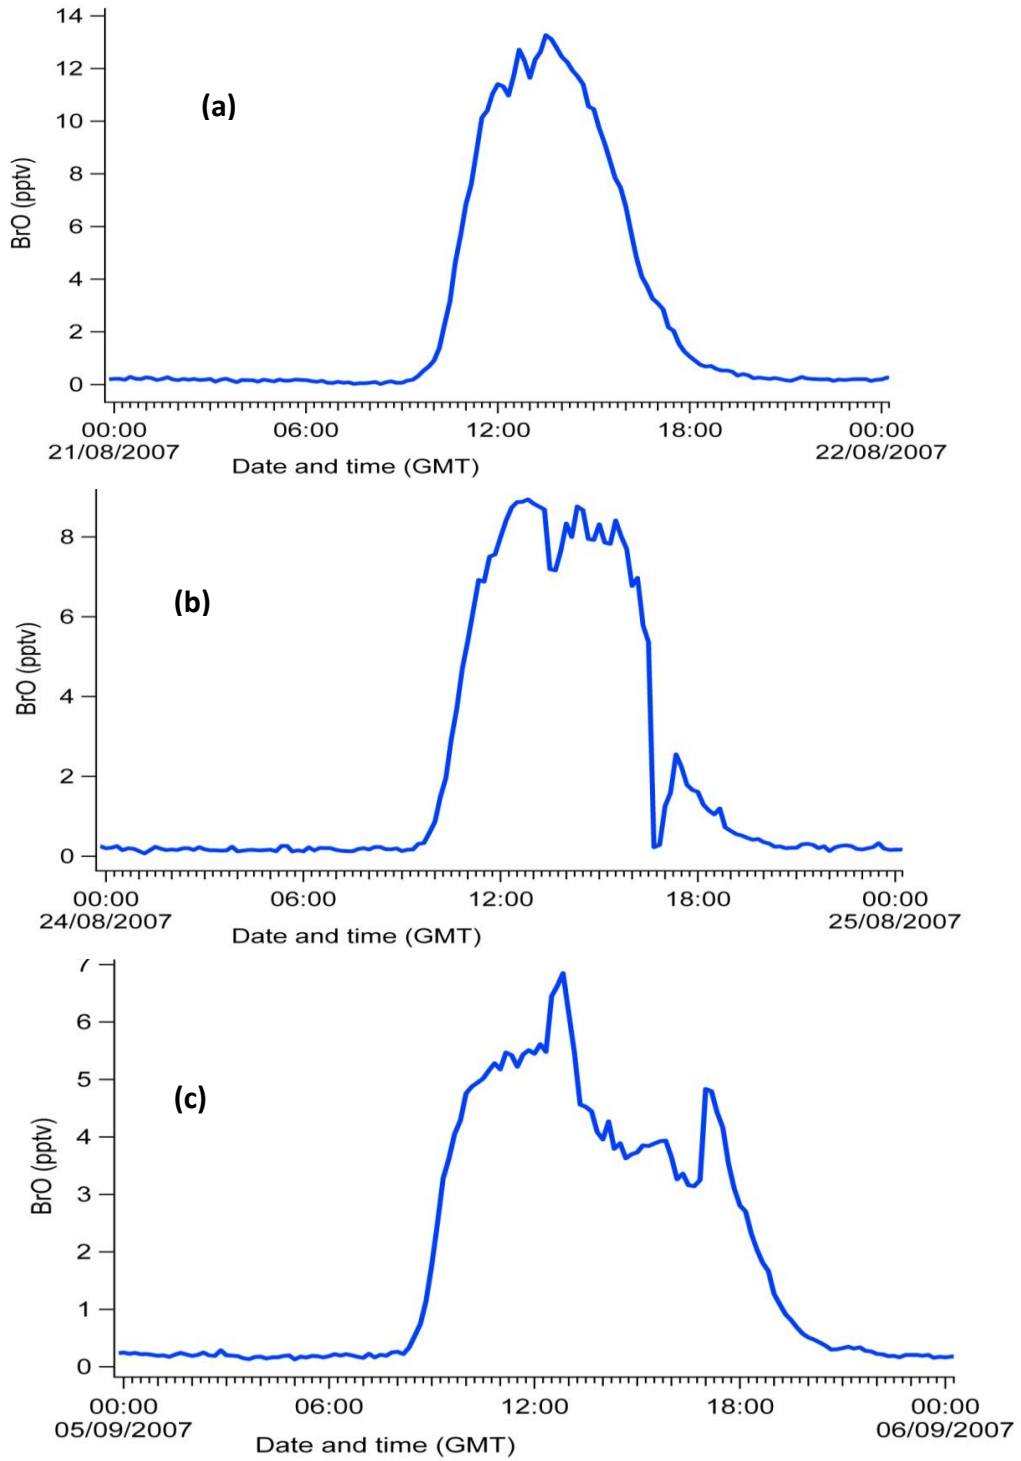 14
12
10
8
6
4
2
0
BrO (pptv)
(a)
00:00 06:00 12:00 18:00 00:00
21/08/2007 22/08/2007
Date and time (GMT)
8
6
4
2
0
BrO (pptv)
(b)
00:00 06:00 12:00 18:00 00:00
24/08/2007 25/08/2007
Date and time (GMT)
7
6
5
4
3
2
1
0
BrO (pptv)
(c)
00:00 06:00 12:00 18:00 00:00
05/09/2007 06/09/2007
Date and time (GMT)